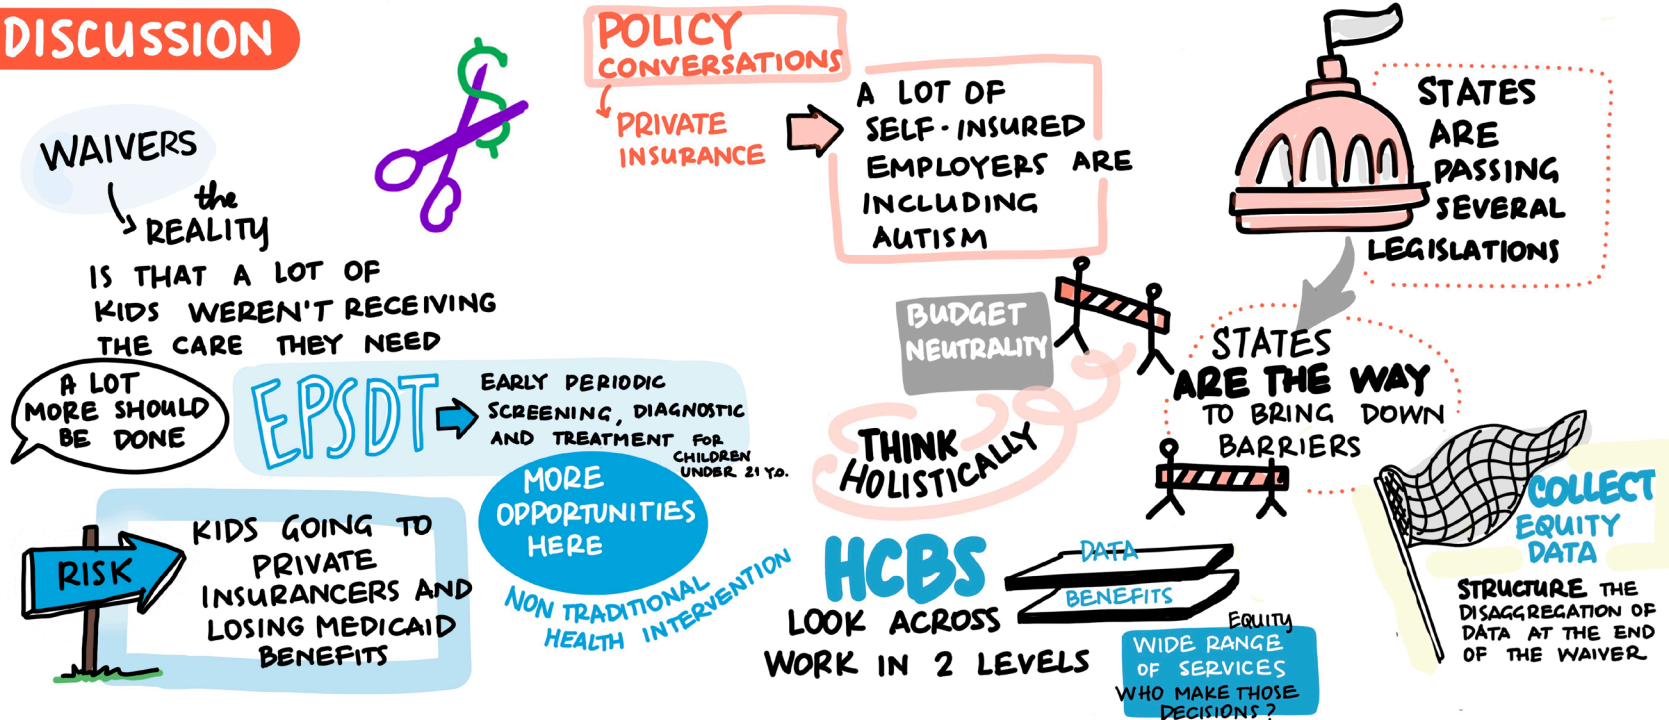 DISCUSSION
WAIVERS
the
REALITY
IS THAT A LOT OF
KIDS WEREN'T RECEIVING
THE CARE THEY NEED
A LOT
MORE SHOULD
BE DONE
EPSDT
EARLY PERIODIC
SCREENING, DIAGNOSTIC
AND TREATMENT FOR
CHILDREN
UNDER 21 Y.O.
MORE
OPPORTUNITIES
HERE
NON TRADITIONAL
HEALTH INTERVENTION
RISK
KIDS GOING TO
PRIVATE
INSURANCERS AND
LOSING MEDICAID
BENEFITS
$
POLICY
CONVERSATIONS
PRIVATE
INSURANCE
A LOT OF
SELF-INSURED
EMPLOYERS ARE
INCLUDING
AUTISM
STATES
ARE
PASSING
SEVERAL
LEGISLATIONS
BUDGET
NEUTRALITY
THINK
HOLISTICALLY
STATES
ARE THE WAY
TO BRING DOWN
BARRIERS
HCBS
LOOK ACROSS
WORK IN 2 LEVELS
DATA
BENEFITS
EQUITY
WIDE RANGE
OF SERVICES
WHO MAKE THOSE
DECISIONS?
COLLECT
EQUITY
DATA
STRUCTURE THE
DISAGGREGATION OF
DATA AT THE END
OF THE WAIVER